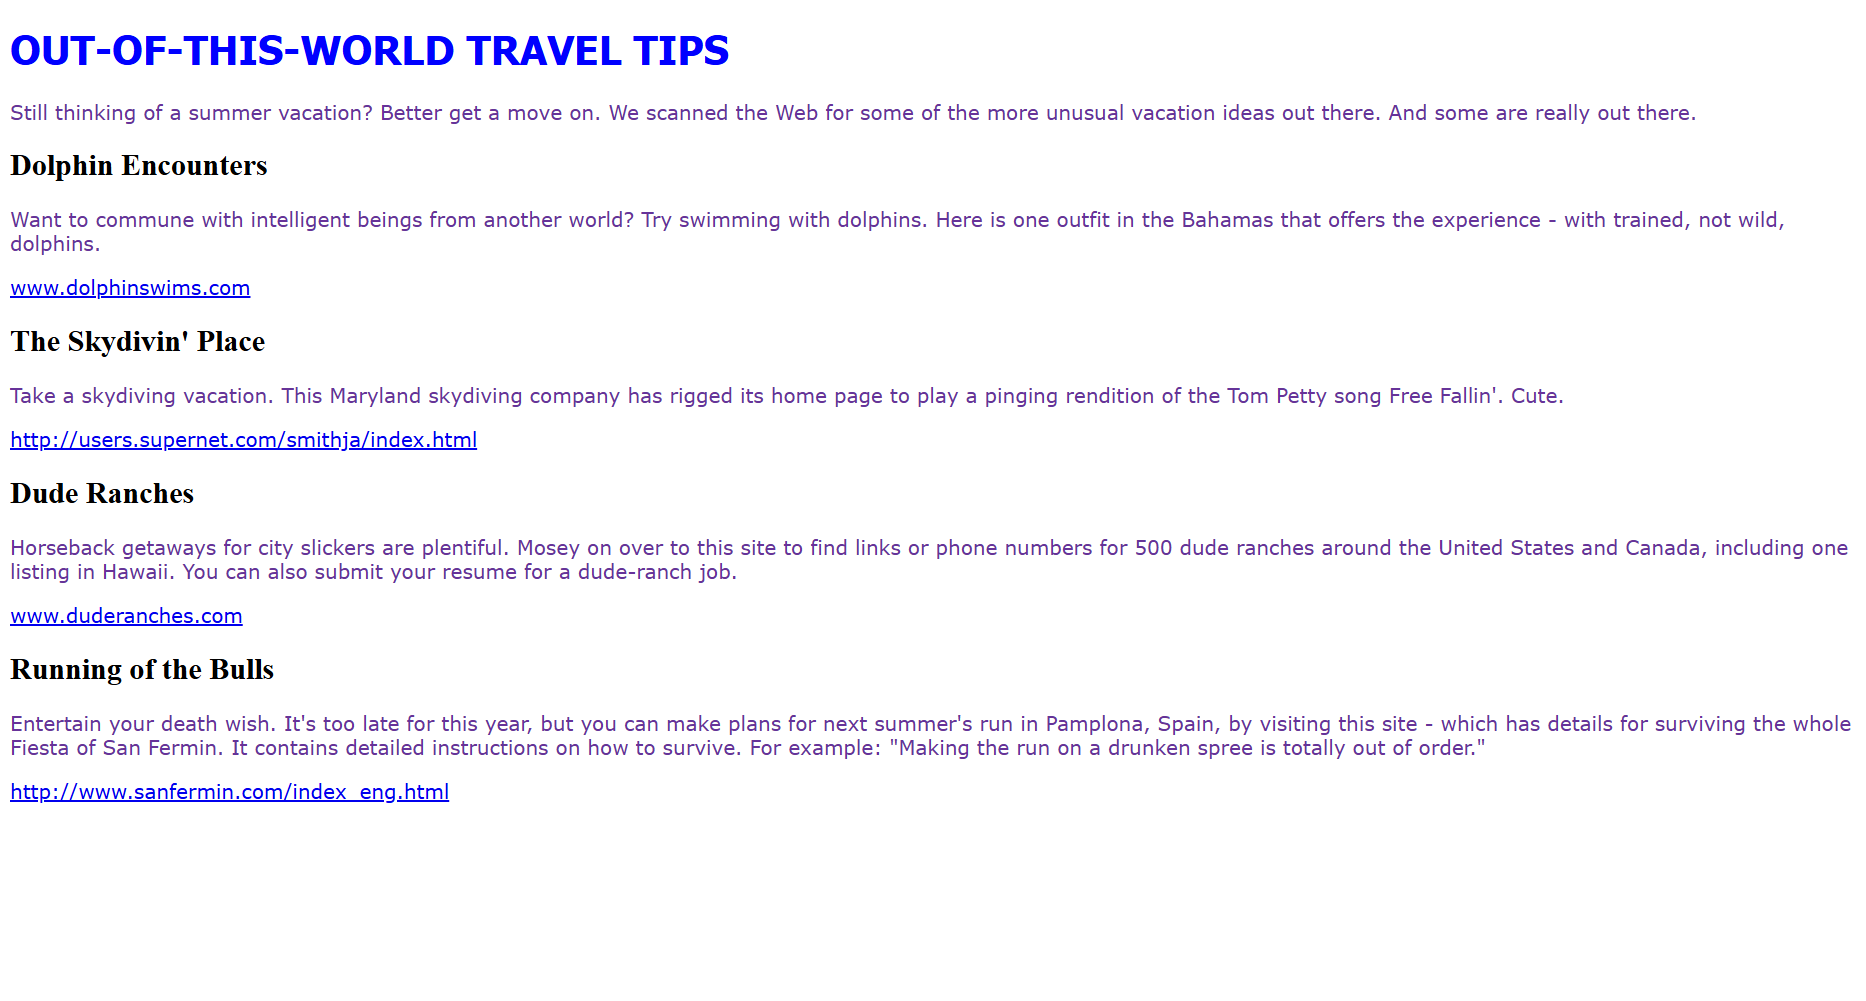 OUT-OF-THIS-WORLD TRAVEL TIPS
Still thinking of a summer vacation? Better get a move on. We scanned the Web for some of the more unusual vacation ideas out there. And some are really out there.
Dolphin Encounters
Want to commune with intelligent beings from another world? Try swimming with dolphins. Here is one outfit in the Bahamas that offers the experience - with trained, not wild,
dolphins.
www.dolphinswims.com
The Skydivin' Place
Take a skydiving vacation. This Maryland skydiving company has rigged its home page to play a pinging rendition of the Tom Petty song Free Fallin'. Cute.
http://users.supernet.com/smithja/index.html
Dude Ranches
Horseback getaways for city slickers are plentiful. Mosey on over to this site to find links or phone numbers for 500 dude ranches around the United States and Canada, including one
listing in Hawaii. You can also submit your resume for a dude-ranch job.
www.duderanches.com
Running of the Bulls
Entertain your death wish. It's too late for this year, but you can make plans for next summer's run in Pamplona, Spain, by visiting this site - which has details for surviving the whole
Fiesta of San Fermin. It contains detailed instructions on how to survive. For example: "Making the run on a drunken spree is totally out of order."
http://www.sanfermin.com/index_eng.html